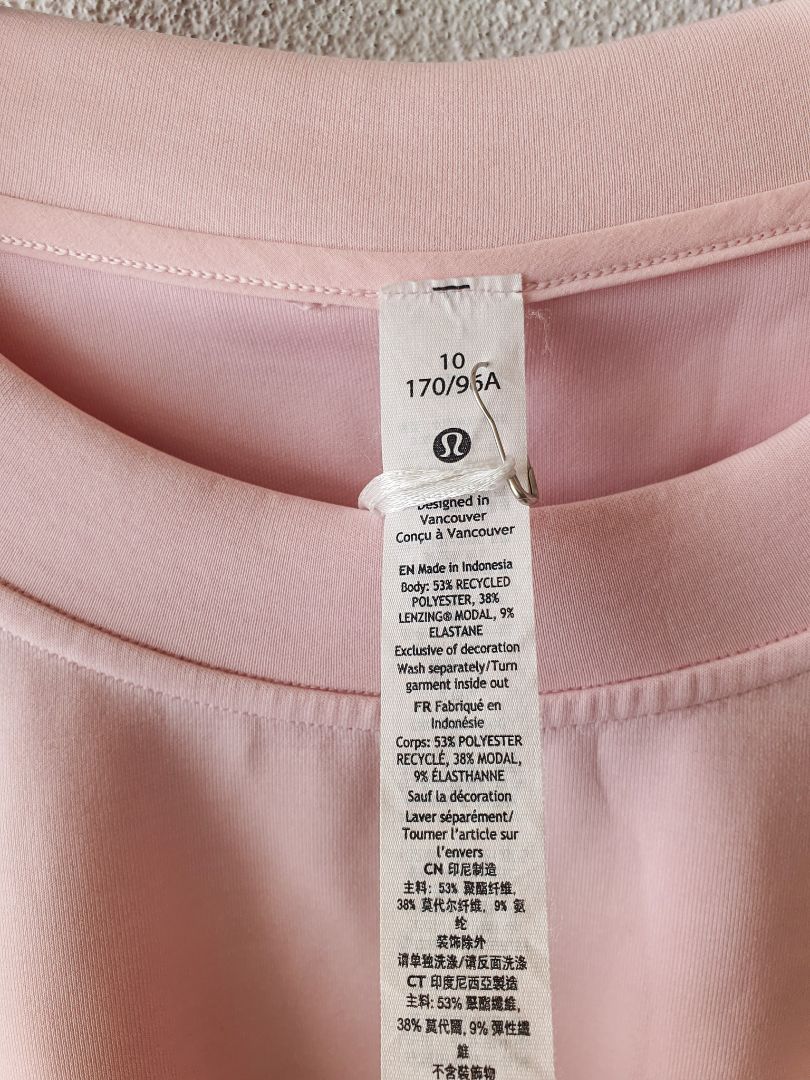 10
170/96A
Designed in
Vancouver
Conçu à Vancouver
EN Made in Indonesia
Body: 53% RECYCLED
POLYESTER, 38%
LENZING® MODAL, 9%
ELASTANE
Exclusive of decoration
Wash separately/Turn
garment inside out
FR Fabriqué en
Indonésie
Corps: 53% POLYESTER
RECYCLÉ, 38% MODAL,
9% ÉLASTHANNE
Sauf la décoration
Laver séparément/
Tourner l'article sur
l'envers
CN 印尼制造
主料: 53% 聚酯纤维,
38% 莫代尔纤维, 9% 氨
纶
装饰除外
请单独洗涤/请反面洗涤
CT 印度尼西亞製造
主料: 53% 聚酯纖維,
38% 莫代爾, 9% 彈性纖
維
不含裝飾物